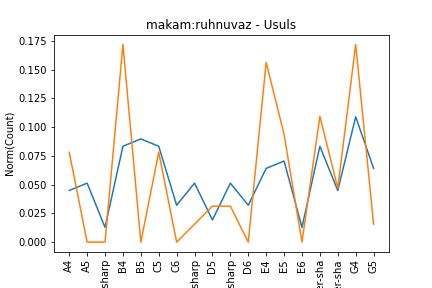 makam:ruhnuvaz - Usuls
Norm(Count)
0.175
0.150
0.125
0.100
0.075
0.050
0.025
0.000
A4
A5
sharp
B4
B5
C5
C6
sharp
D5
sharp
D6
E4
E5
E6
er-sha
er-sha
G4
G5